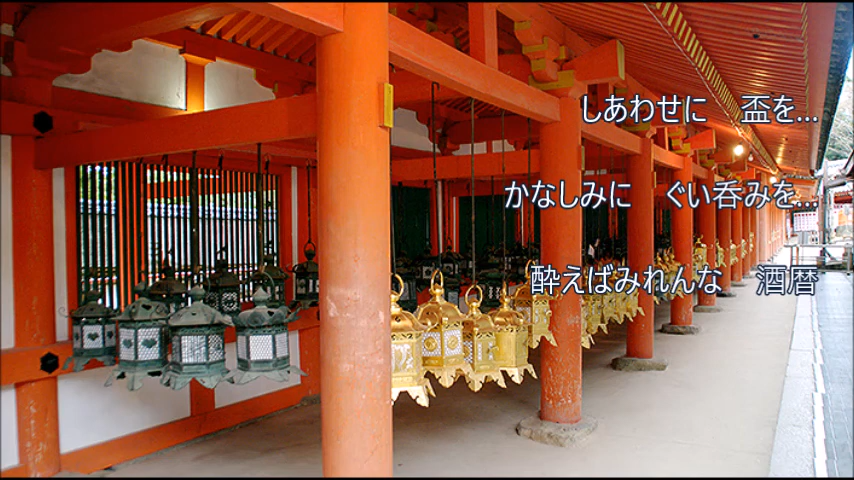 しあわせに　盃を…
かなしみに　ぐい呑みを…
酔えばみれんな　酒暦